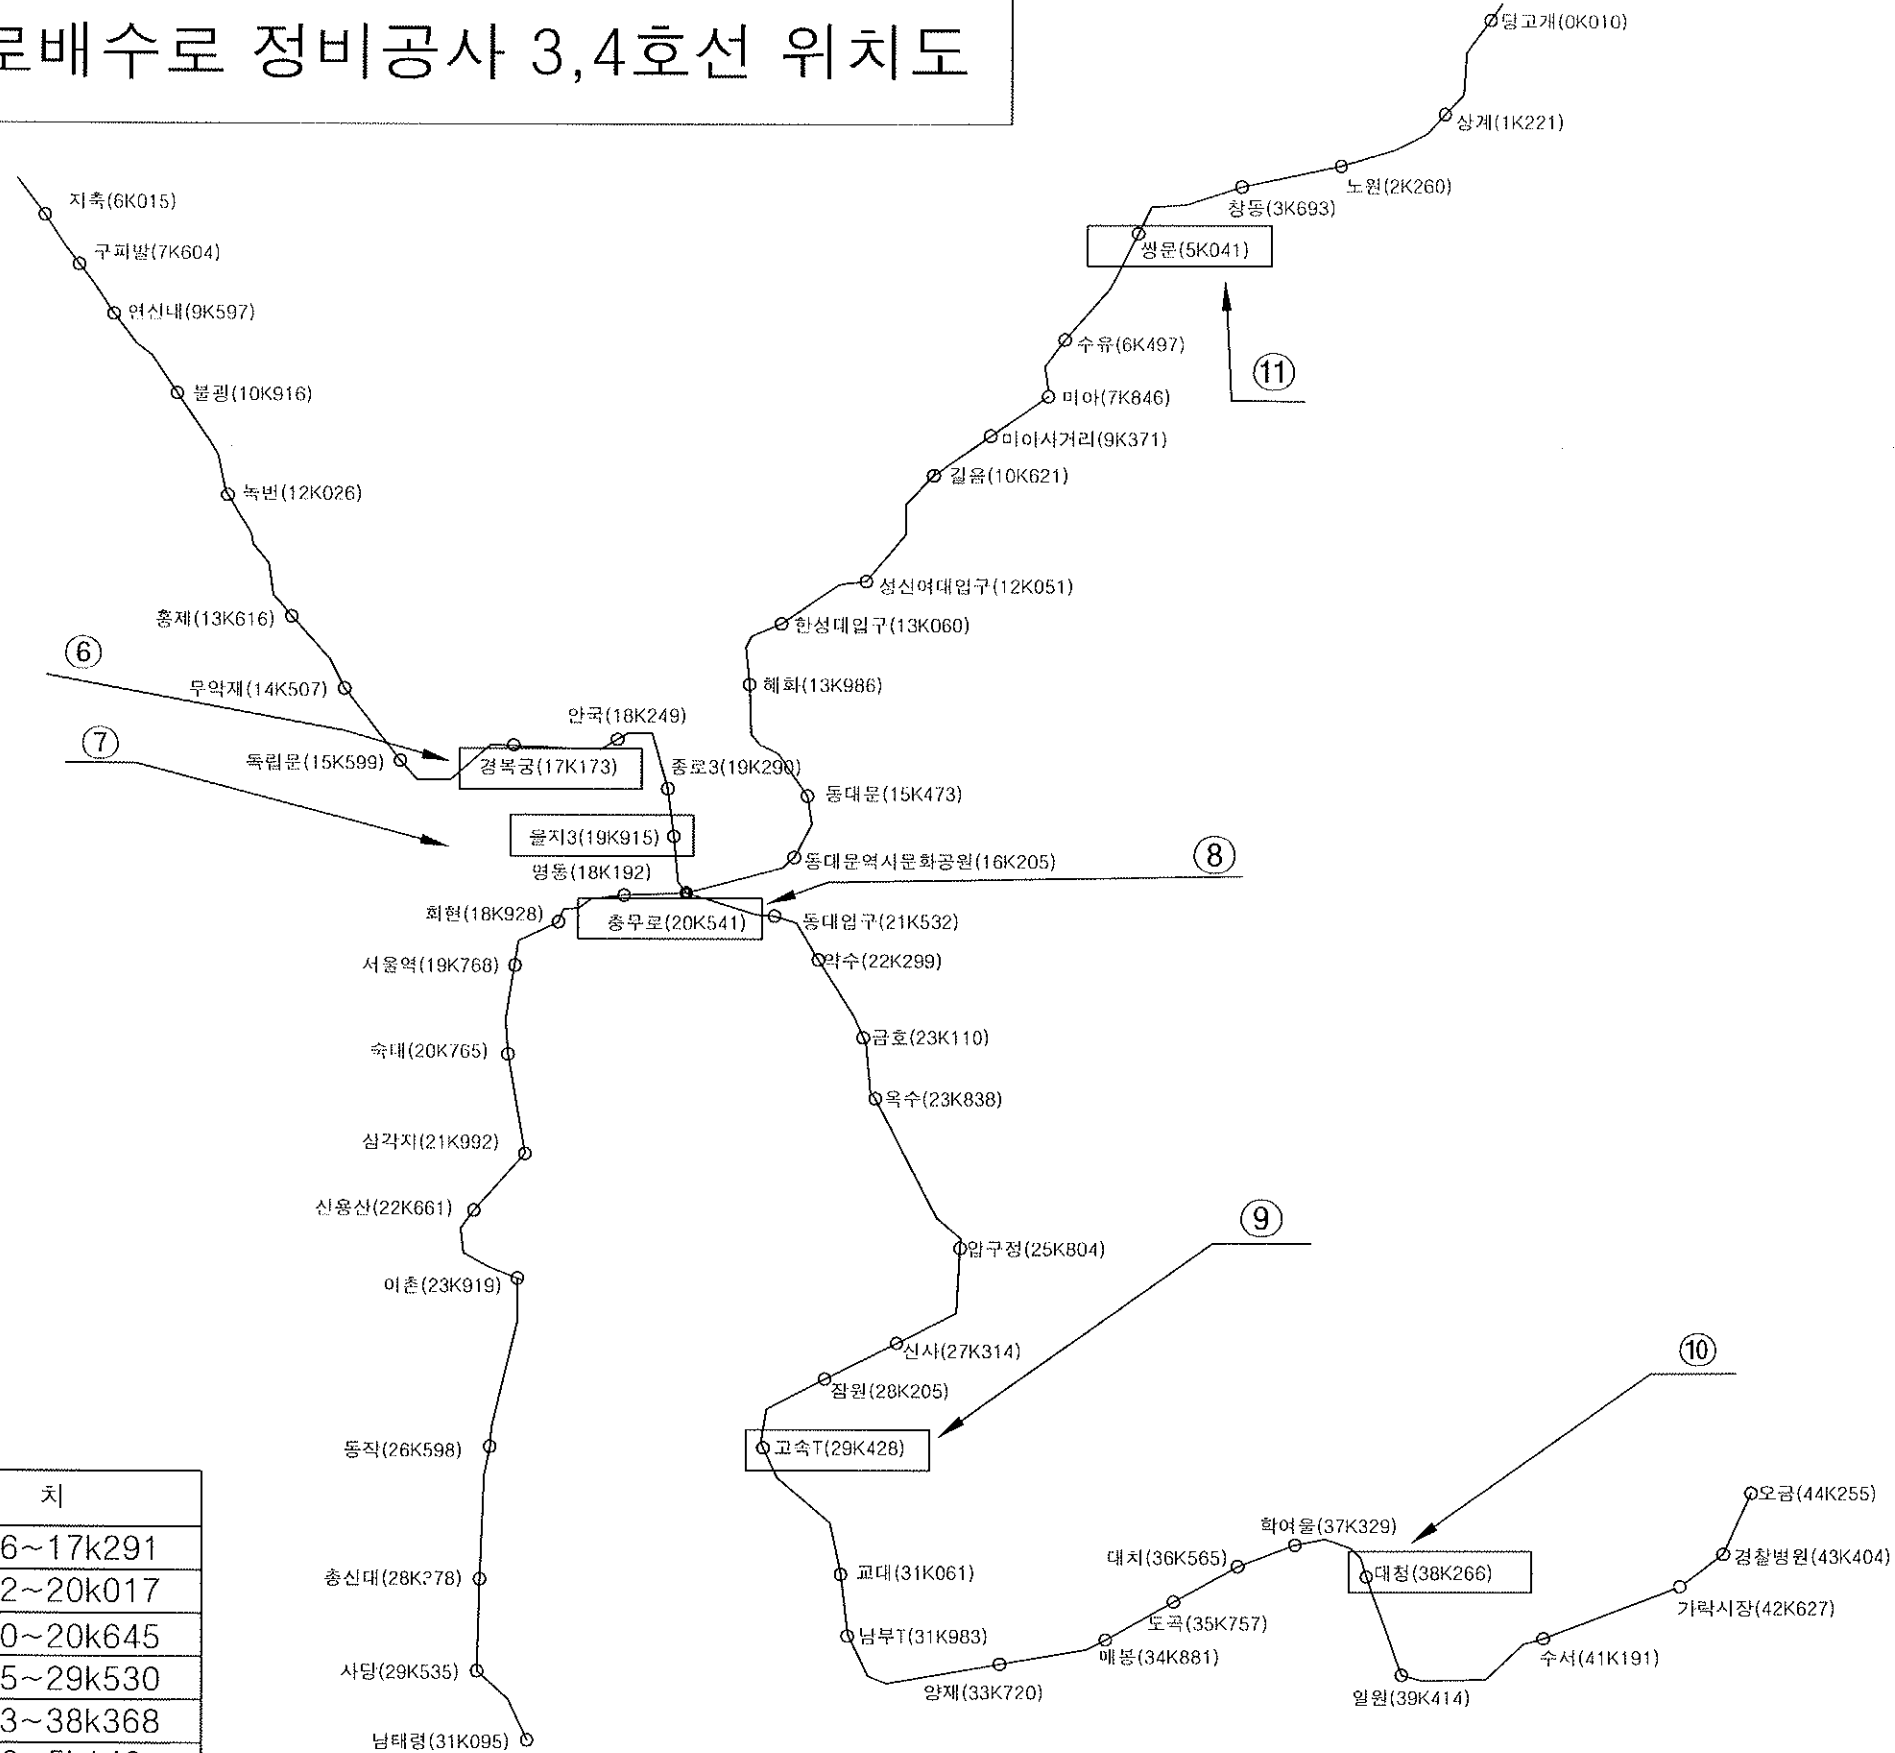 로배수로 정비공사 3,4호선 위치도
당고개(0K010)
상계(1K221)
노원(2K260)
창동(3K693)
쌍문(5K041)
지축(6K015)
구파발(7K604)
연신내(9K597)
불광(10K916)
녹번(12K026)
홍제(13K616)
⑥
무악재(14K507)
⑦
독립문(15K599)
경복궁(17K173)
안국(18K249)
종로3(19K290)
을지3(19K915)
수유(6K497)
⑪
미아(7K846)
미아사거리(9K371)
길음(10K621)
성신여대입구(12K051)
한성대입구(13K060)
혜화(13K986)
동대문(15K473)
동대문역사문화공원(16K205)
⑧
명동(18K192)
회현(18K928)
충무로(20K541)
동대입구(21K532)
서울역(19K768)
약수(22K299)
숙대(20K765)
금호(23K110)
옥수(23K838)
삼각지(21K992)
신용산(22K661)
압구정(25K804)
⑨
이촌(23K919)
신사(27K314)
잠원(28K205)
⑩
동작(26K598)
고속T(29K428)
총신대(28K278)
교대(31K061)
남부T(31K983)
사당(29K535)
남태령(31K095)
양재(33K720)
매봉(34K881)
도곡(35K757)
대치(36K565)
학여울(37K329)
대청(38K266)
일원(39K414)
수서(41K191)
가락시장(42K627)
경찰병원(43K404)
오금(44K255)
치
6~17k291
2~20k017
0~20k645
5~29k530
3~38k368